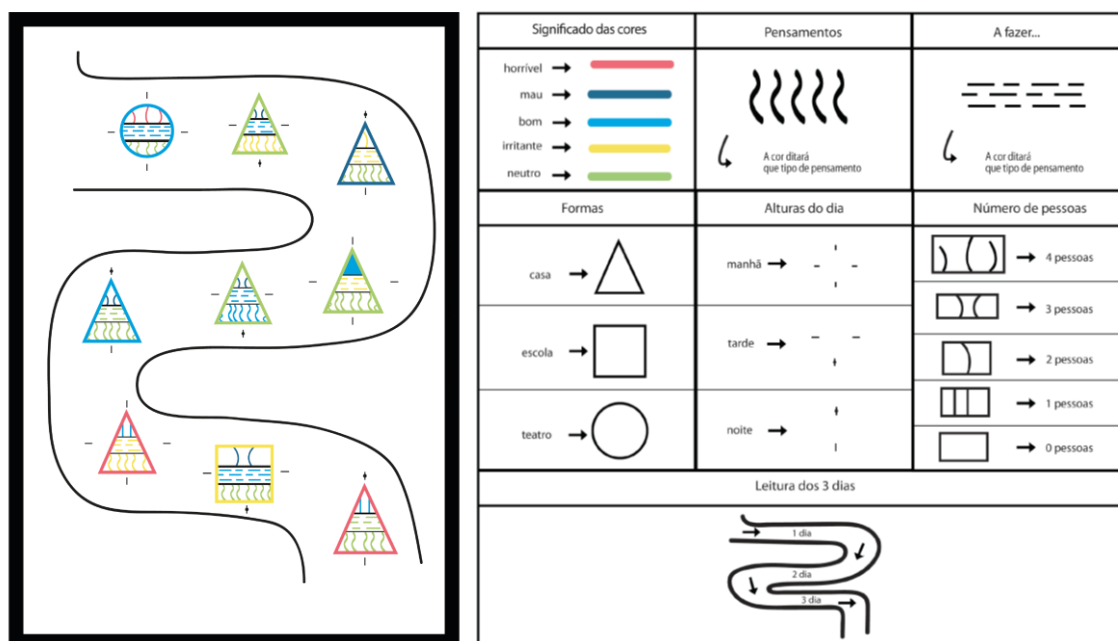 Significado das cores
horrível
mau
bom
irritante
neutro
Pensamentos
A cor ditará
que tipo de pensamento
A fazer...
A cor ditará
que tipo de pensamento
Formas
casa
escola
teatro
Alturas do dia
manhã
tarde
noite
Número de pessoas
4 pessoas
3 pessoas
2 pessoas
1 pessoas
0 pessoas
Leitura dos 3 dias
1 dia
2 dia
3 dia